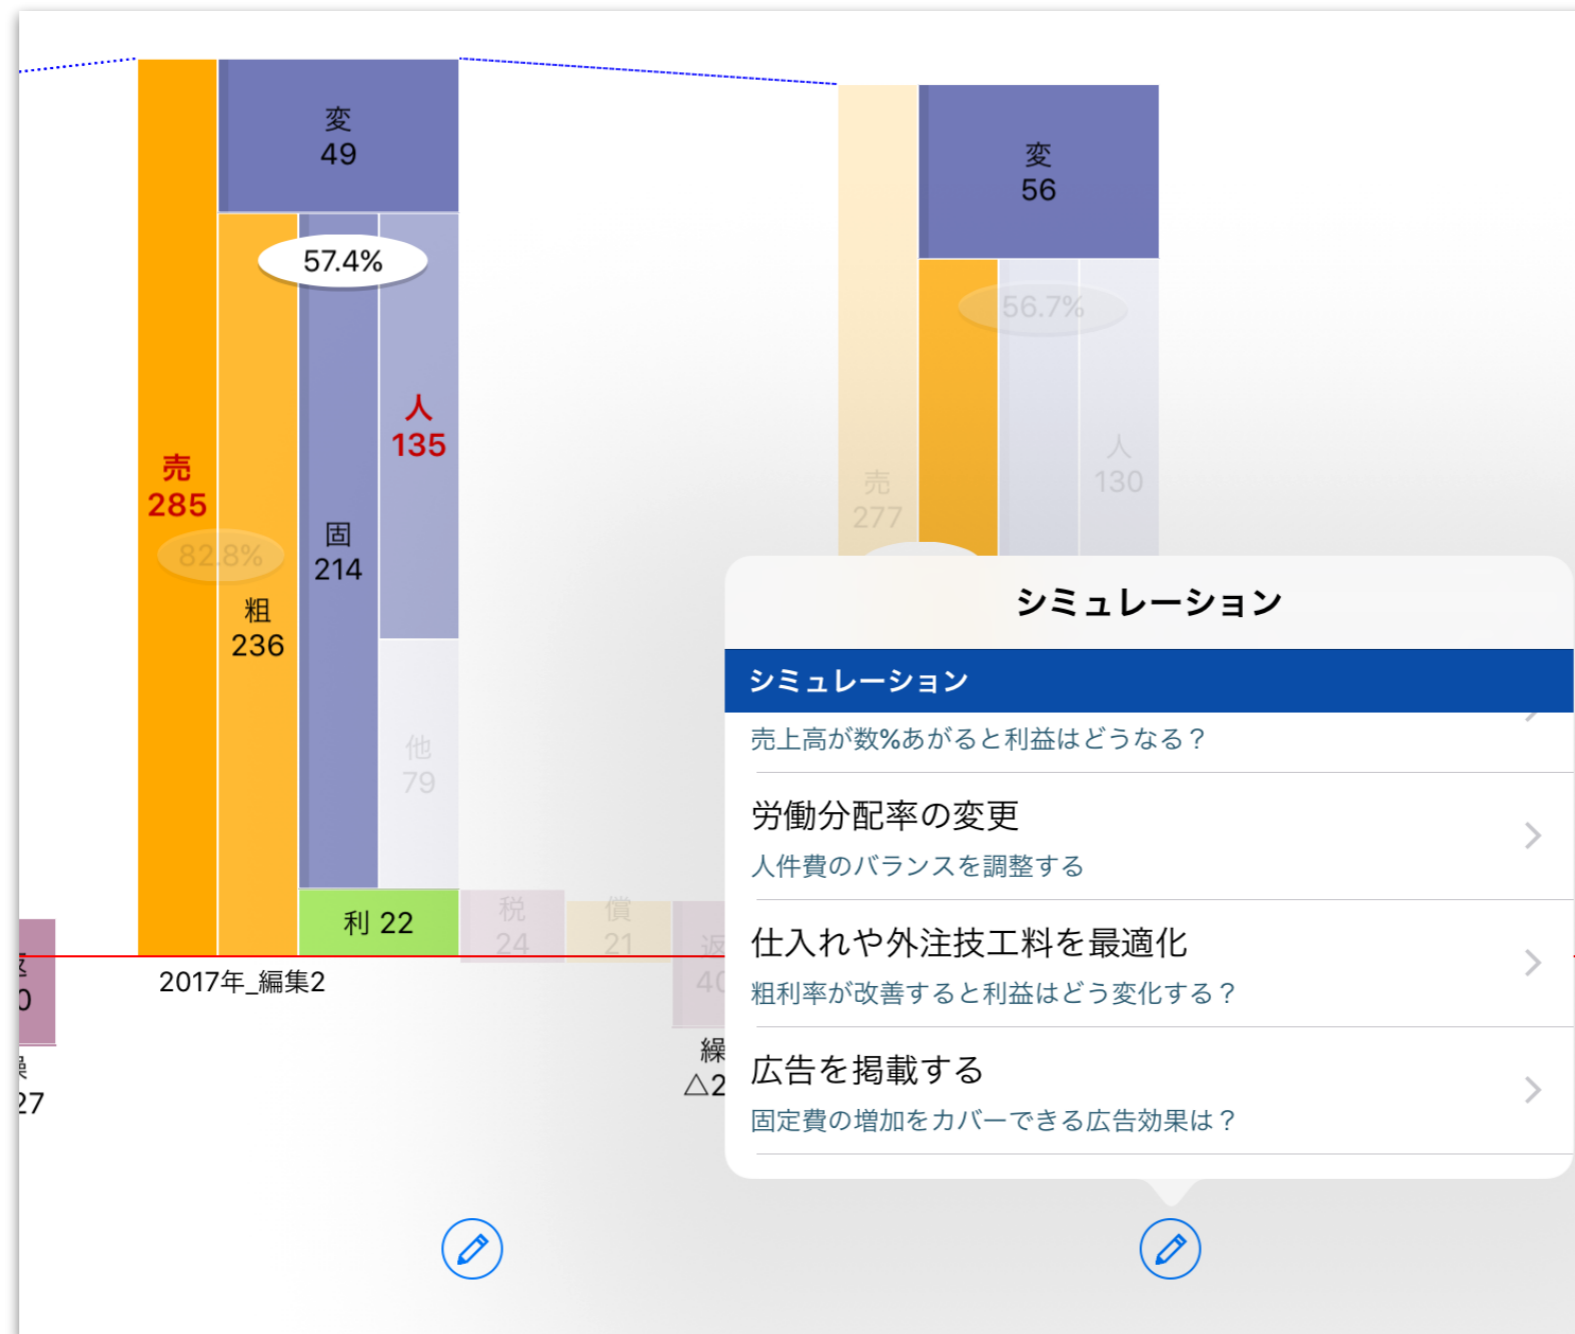 変
49
57.4%
人
135
売
285
82.8%
固
214
粗
236
他
79
利 22
税
24
償
21
返
40
2017年_編集2
繰
△2
27
変
56
56.7%
人
130
売
277
シミュレーション
シミュレーション
売上高が数%あがると利益はどうなる？
労働分配率の変更
人件費のバランスを調整する
仕入れや外注技工料を最適化
粗利率が改善すると利益はどう変化する？
広告を掲載する
固定費の増加をカバーできる広告効果は？